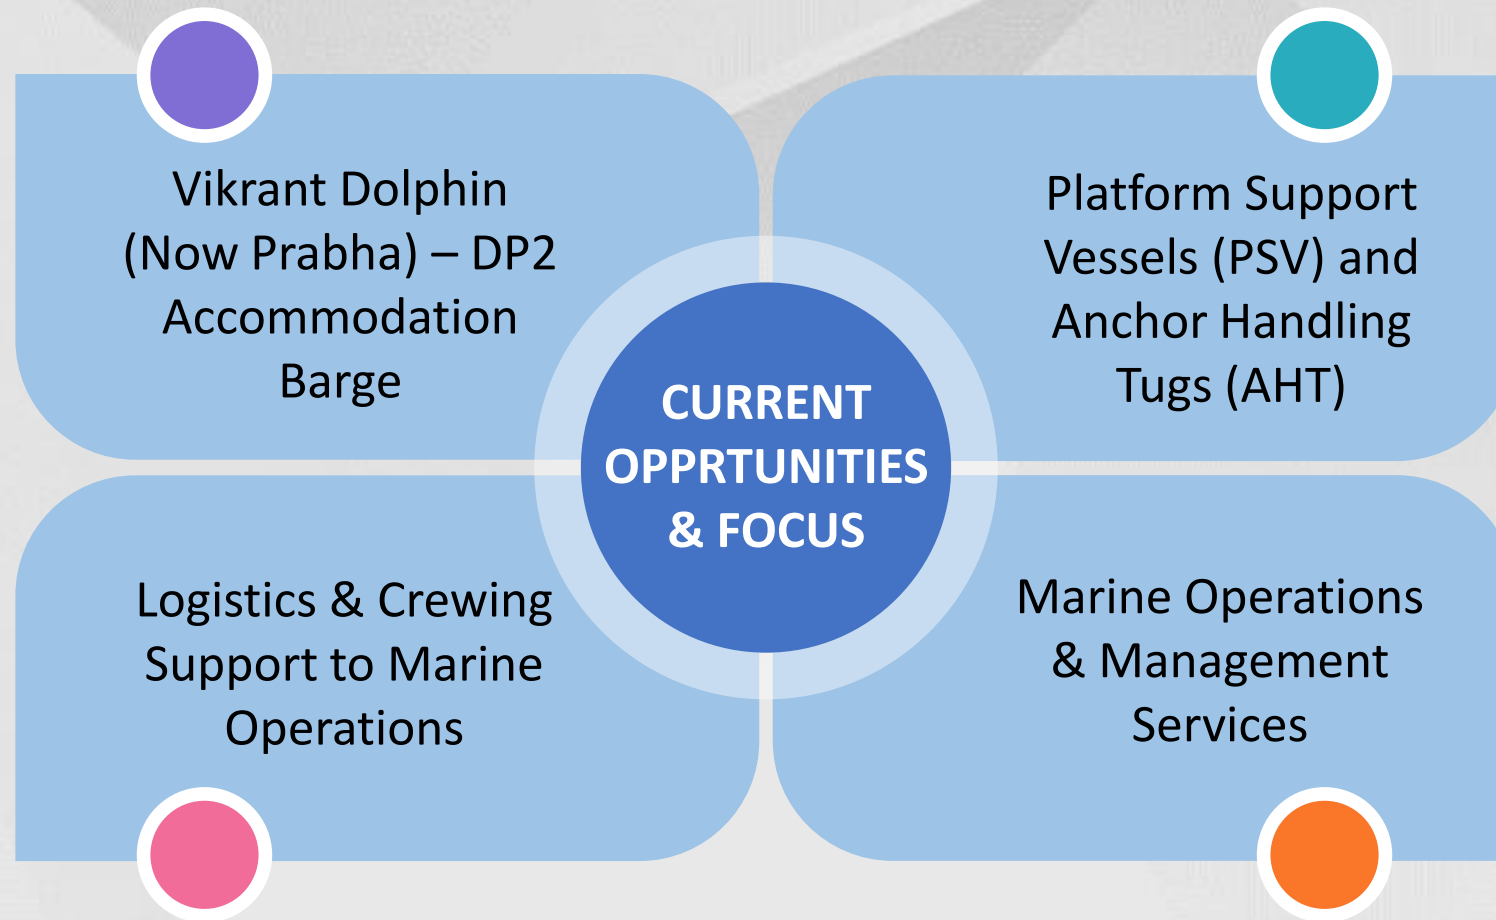 Vikrant Dolphin
(Now Prabha) – DP2
Accommodation
Barge
Platform Support
Vessels (PSV) and
Anchor Handling
Tugs (AHT)
CURRENT
OPPRTUNITIES
& FOCUS
Logistics & Crewing
Support to Marine
Operations
Marine Operations
& Management
Services